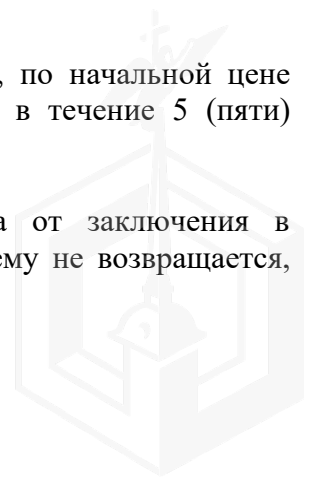 , по начальной цене
в течение 5 (пяти)
а от заключения в
ему не возвращается,